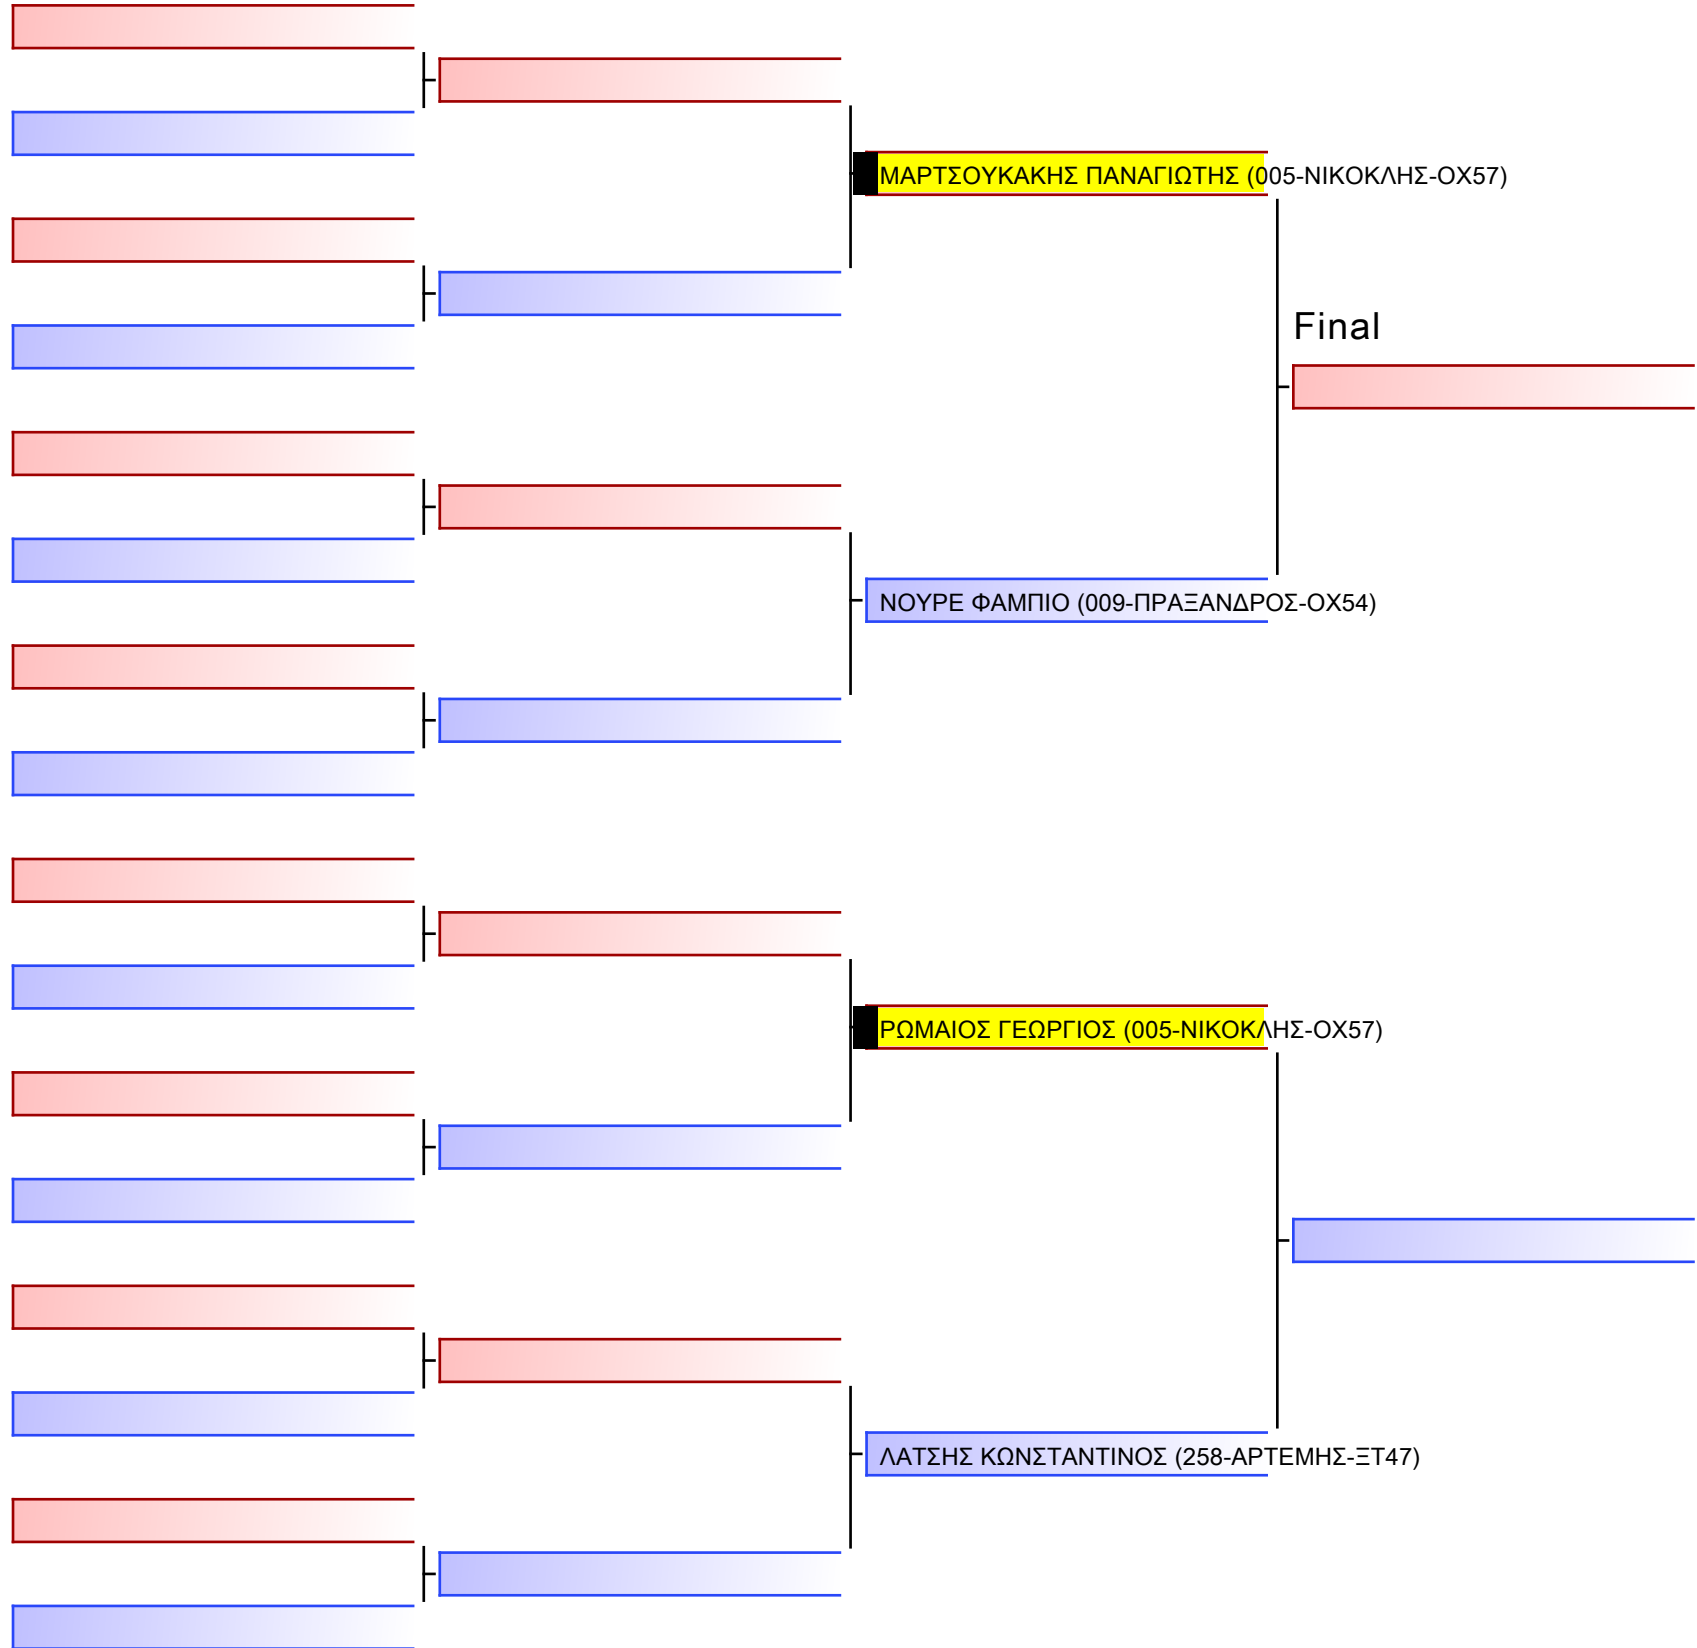 ΜΑΡΤΣΟΥΚΑΚΗΣ ΠΑΝΑΓΙΩΤΗΣ (005-ΝΙΚΟΚΛΗΣ-ΟΧ57)
Final
ΝΟΥΡΕ ΦΑΜΠΙΟ (009-ΠΡΑΞΑΝΔΡΟΣ-ΟΧ54)
ΡΩΜΑΙΟΣ ΓΕΩΡΓΙΟΣ (005-ΝΙΚΟΚΛΗΣ-ΟΧ57)
ΛΑΤΣΗΣ ΚΩΝΣΤΑΝΤΙΝΟΣ (258-ΑΡΤΕΜΗΣ-ΞΤ47)